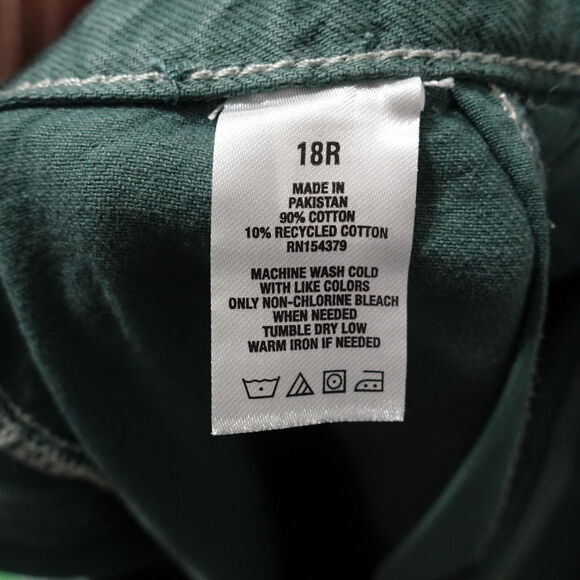 18R
MADE IN
PAKISTAN
90% COTTON
10% RECYCLED COTTON
RN154379
MACHINE WASH COLD
WITH LIKE COLORS
ONLY NON-CHLORINE BLEACH
WHEN NEEDED
TUMBLE DRY LOW
WARM IRON IF NEEDED